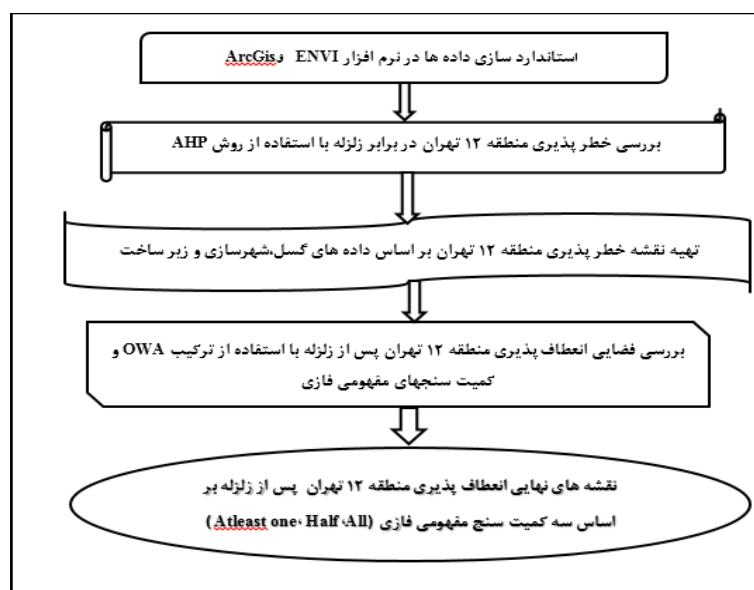 استاندارد سازی داده ها در نرم افزار ENVI و ArcGis
بررسی خطر پذیری منطقه ۱۲ تهران در برابر زلزله با استفاده از روش AHP
تهیه نقشه خطر پذیری منطقه ۱۲ تهران بر اساس داده های گسل،شهرسازی و زیر ساخت
بررسی فضایی انعطاف پذیری منطقه ۱۲ تهران پس از زلزله با استفاده از ترکیب OWA و
کمیت سنجهای مفهومی فازی
نقشه های نهایی انعطاف پذیری منطقه ۱۲ تهران پس از زلزله بر
اساس سه کمیت سنج مفهومی فازی (Atleast one، Half ،All)